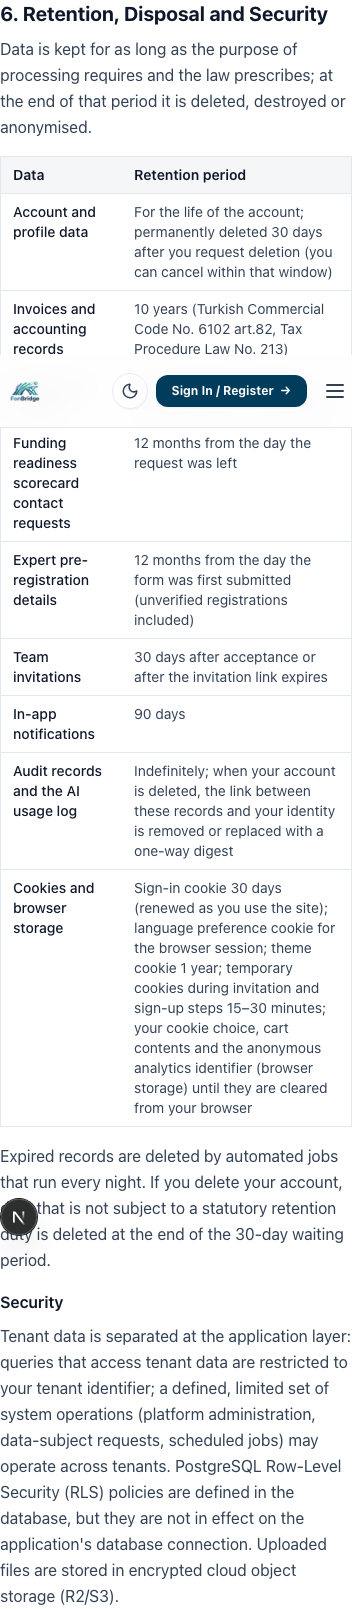 6. Retention, Disposal and Security
Data is kept for as long as the purpose of
processing requires and the law prescribes; at
the end of that period it is deleted, destroyed or
anonymised.
Data Retention period
Account and profile data
For the life of the account;
permanently deleted 30 days
after you request deletion (you
can cancel within that window)
Invoices and accounting records
10 years (Turkish Commercial
Code No. 6102 art.82, Tax
Procedure Law No. 213)
FonBridge
Sign In / Register →
Funding
readiness
scorecard
contact
requests
12 months from the day the
request was left
Expert pre-
registration
details
12 months from the day the
form was first submitted
(unverified registrations
included)
Team
invitations
30 days after acceptance or
after the invitation link expires
In-app
notifications
90 days
Audit records
and the AI
usage log
Indefinitely; when your account
is deleted, the link between
these records and your identity
is removed or replaced with a
one-way digest
Cookies and
browser
storage
Sign-in cookie 30 days
(renewed as you use the site);
language preference cookie for
the browser session; theme
cookie 1 year; temporary
cookies during invitation and
sign-up steps 15–30 minutes;
your cookie choice, cart
contents and the anonymous
analytics identifier (browser
storage) until they are cleared
from your browser
Expired records are deleted by automated jobs
that run every night. If you delete your account,
that is not subject to a statutory retention
duty is deleted at the end of the 30-day waiting
period.
N
Security
Tenant data is separated at the application layer:
queries that access tenant data are restricted to
your tenant identifier; a defined, limited set of
system operations (platform administration,
data-subject requests, scheduled jobs) may
operate across tenants. PostgreSQL Row-Level
Security (RLS) policies are defined in the
database, but they are not in effect on the
application's database connection. Uploaded
files are stored in encrypted cloud object
storage (R2/S3).